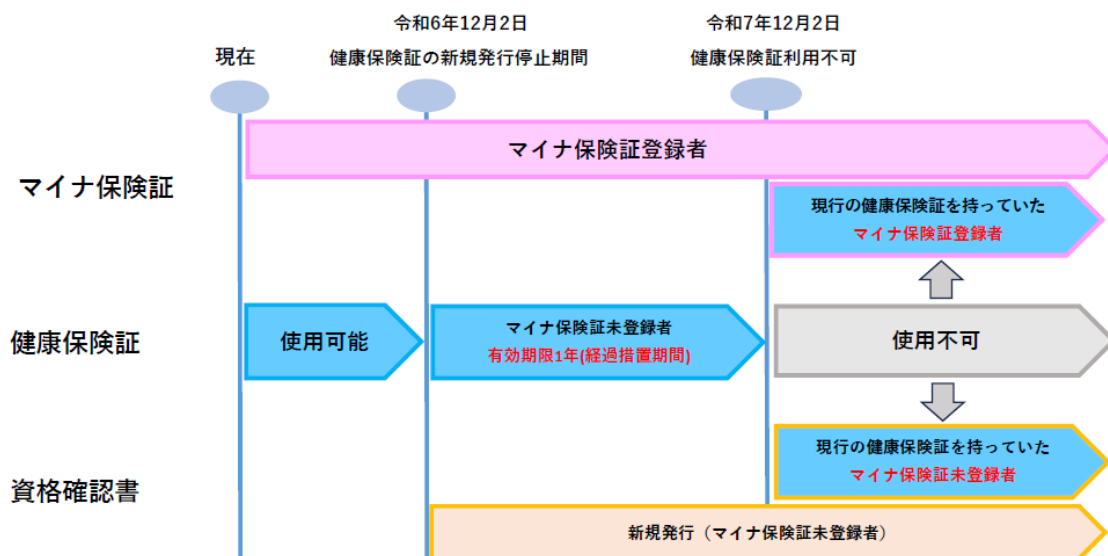 令和6年12月2日
令和7年12月2日
現在
健康保険証の新規発行停止期間
健康保険証利用不可
マイナ保険証登録者
マイナ保険証
現行の健康保険証を持っていた
マイナ保険証登録者
健康保険証
使用可能
マイナ保険証未登録者
有効期限1年(経過措置期間)
使用不可
現行の健康保険証を持っていた
マイナ保険証未登録者
資格確認書
新規発行（マイナ保険証未登録者）